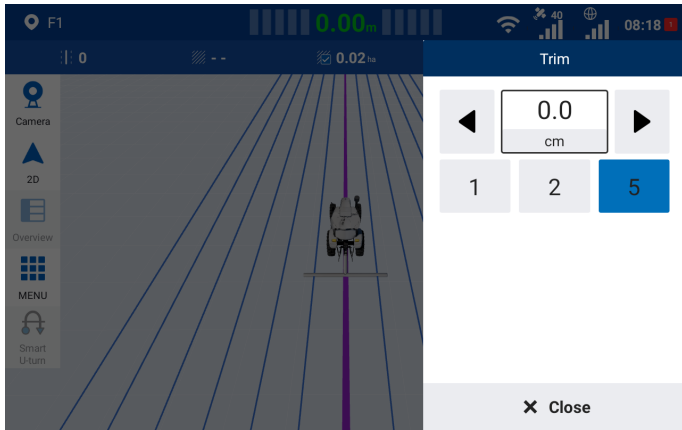 F1
0.00m
40
08:18 1
0
- -
0.02 ha
Trim
Camera
0.0
cm
2D
1
2
5
Overview
MENU
Smart
U-turn
Close